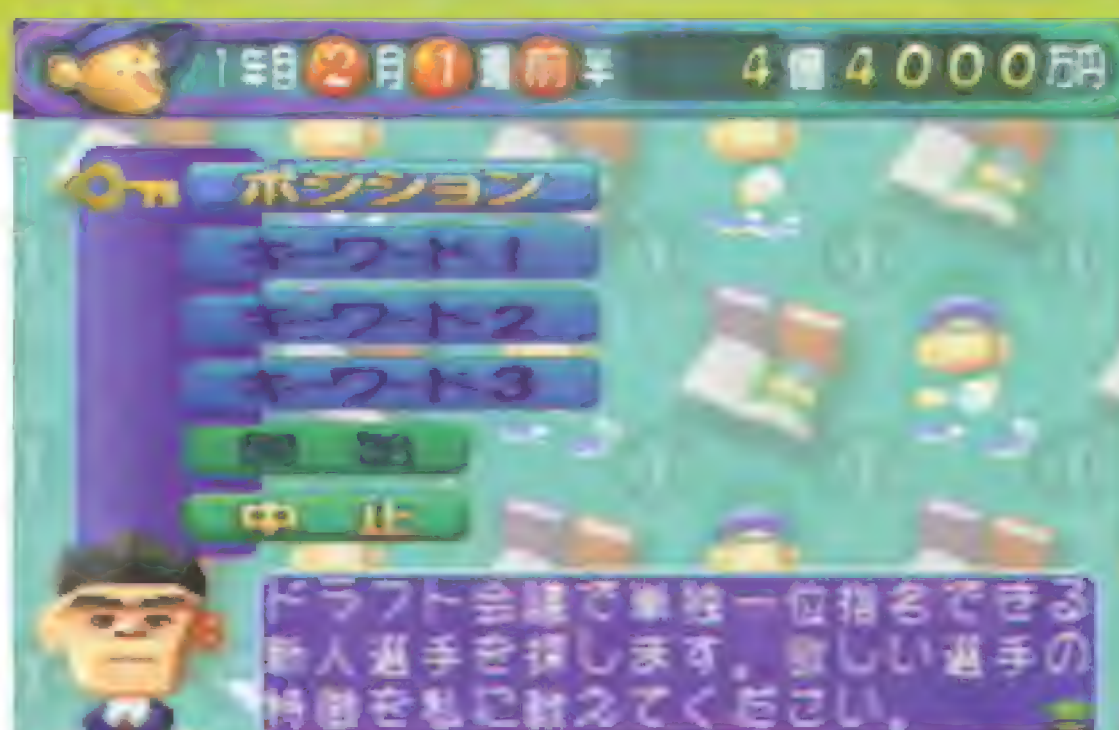 1年目2月1週前半 4億4000万円
ポジション
キーワード1
キーワード2
キーワード3
開始
中止
ドラフト会議で単独一位指名できる
新人選手を探します。欲しい選手の
特徴を私に教えてください。